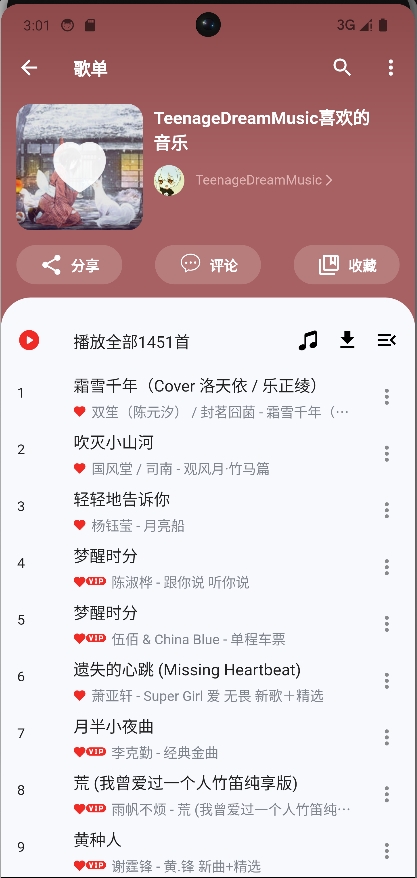 3:01
3G
歌单
TeenageDreamMusic喜欢的
音乐
TeenageDreamMusic
分享
评论
收藏
播放全部1451首
1
霜雪千年（Cover 洛天依 / 乐正绫）
双笙（陈元汐） / 封茗囧菌 - 霜雪千年（…
2
吹灭小山河
国风堂 / 司南 - 观风月·竹马篇
3
轻轻地告诉你
杨钰莹 - 月亮船
4
梦醒时分
VIP 陈淑桦 - 跟你说 听你说
5
梦醒时分
VIP 伍佰 & China Blue - 单程车票
6
遗失的心跳 (Missing Heartbeat)
萧亚轩 - Super Girl 爱 无畏 新歌＋精选
7
月半小夜曲
VIP 李克勤 - 经典金曲
8
荒 (我曾爱过一个人竹笛纯享版)
VIP 雨帆不烦 - 荒 (我曾爱过一个人竹笛纯…
9
黄种人
VIP 谢霆锋 - 黄.锋 新曲+精选